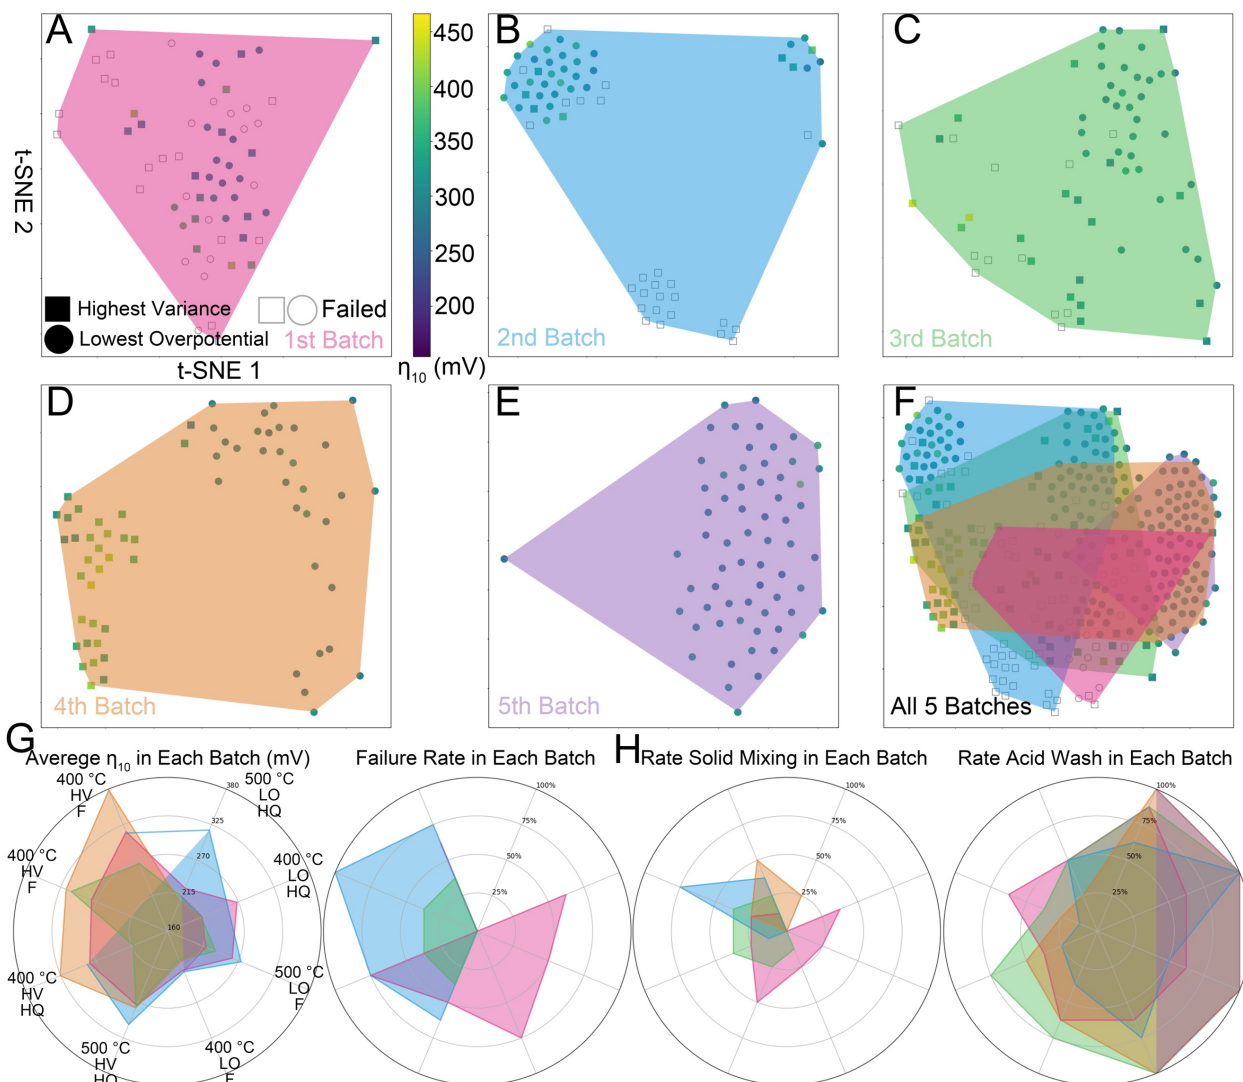 A
t-SNE 2
Highest Variance
Failed
Lowest Overpotential
1st Batch
t-SNE 1
450
400
350
300
250
200
η10 (mV)
B
2nd Batch
C
3rd Batch
D
4th Batch
E
5th Batch
F
All 5 Batches
G
Averege η10 in Each Batch (mV)
400 °C
HV
F
500 °C
LO
HQ
400 °C
HV
F
400 °C
LO
HQ
400 °C
HV
HQ
500 °C
LO
F
500 °C
HV
HQ
400 °C
LO
F
380
325
270
215
160
Failure Rate in Each Batch
100%
75%
50%
25%
H
Rate Solid Mixing in Each Batch
100%
75%
50%
25%
Rate Acid Wash in Each Batch
100%
75%
50%
25%